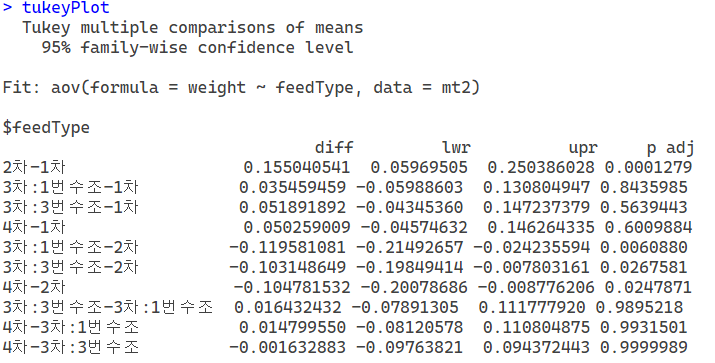 > tukeyPlot
Tukey multiple comparisons of means
95% family-wise confidence level
Fit: aov(formula = weight ~ feedType, data = mt2)
$feedType
diff lwr upr p adj
2차-1차 0.155040541 0.05969505 0.250386028 0.0001279
3차:1번수조-1차 0.035459459 -0.05988603 0.130804947 0.8435985
3차:3번수조-1차 0.051891892 -0.04345360 0.147237379 0.5639443
4차-1차 0.050259009 -0.04574632 0.146264335 0.6009884
3차:1번수조-2차 -0.119581081 -0.21492657 -0.024235594 0.0060880
3차:3번수조-2차 -0.103148649 -0.19849414 -0.007803161 0.0267581
4차-2차 -0.104781532 -0.20078686 -0.008776206 0.0247871
3차:3번수조-3차:1번수조 0.016432432 -0.07891305 0.111777920 0.9895218
4차-3차:1번수조 0.014799550 -0.08120578 0.110804875 0.9931501
4차-3차:3번수조 -0.001632883 -0.09763821 0.094372443 0.9999989